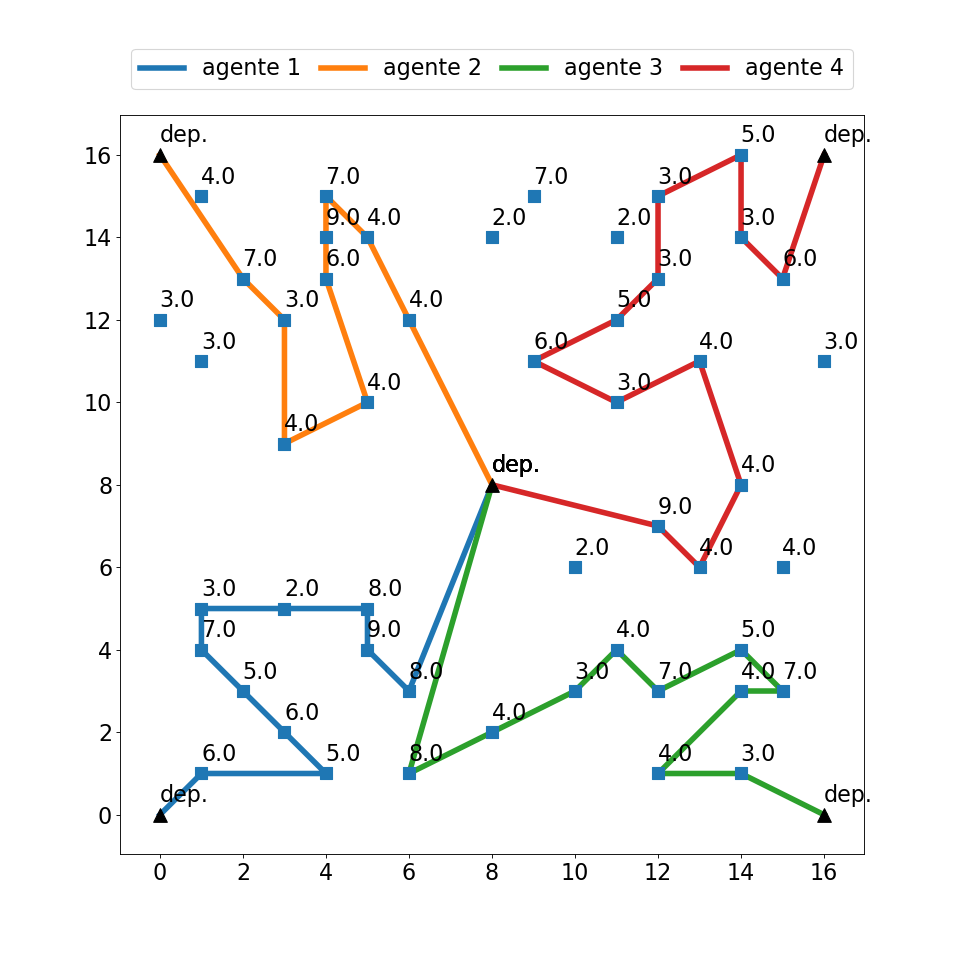 agente 1 agente 2 agente 3 agente 4
dep. 5.0 dep.
16
4.0 7.0 3.0 7.0
9.0 4.0 2.0 2.0 3.0
14
7.0 6.0 3.0 6.0
3.0 3.0 4.0 5.0
12
3.0 6.0 4.0 3.0
4.0 3.0
10
4.0
dep. 4.0
8
9.0
2.0 4.0 4.0
6
3.0 2.0 8.0
7.0 9.0 4.0 5.0
4
5.0 8.0 3.0 7.0 4.0 7.0
6.0 4.0
2
6.0 5.0 8.0 4.0 3.0
dep. dep.
0
0 2 4 6 8 10 12 14 16